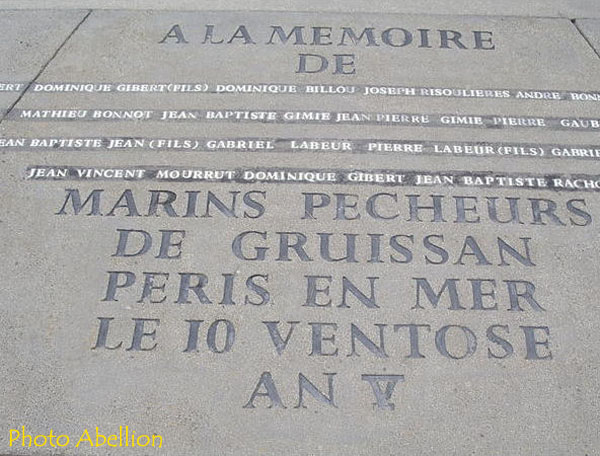 A LA MEMOIRE
DE
DOMINIQUE GIBERT(FILS) DOMINIQUE BILLOU JOSEPH RISOULIERES ANDRE
MATHIEU BONNOT JEAN BAPTISTE GIMIE JEAN PIERRE GIMIE PIERRE
BAPTISTE JEAN(FILS) GABRIEL LABEUR PIERRE LABEUR(FILS)
JEAN VINCENT MOURRUT DOMINIQUE GIBERT JEAN BAPTISTE
MARINS PECHEURS
DE GRUISSAN
PERIS EN MER
LE 10 VENTOSE
AN V
Photo Abellion